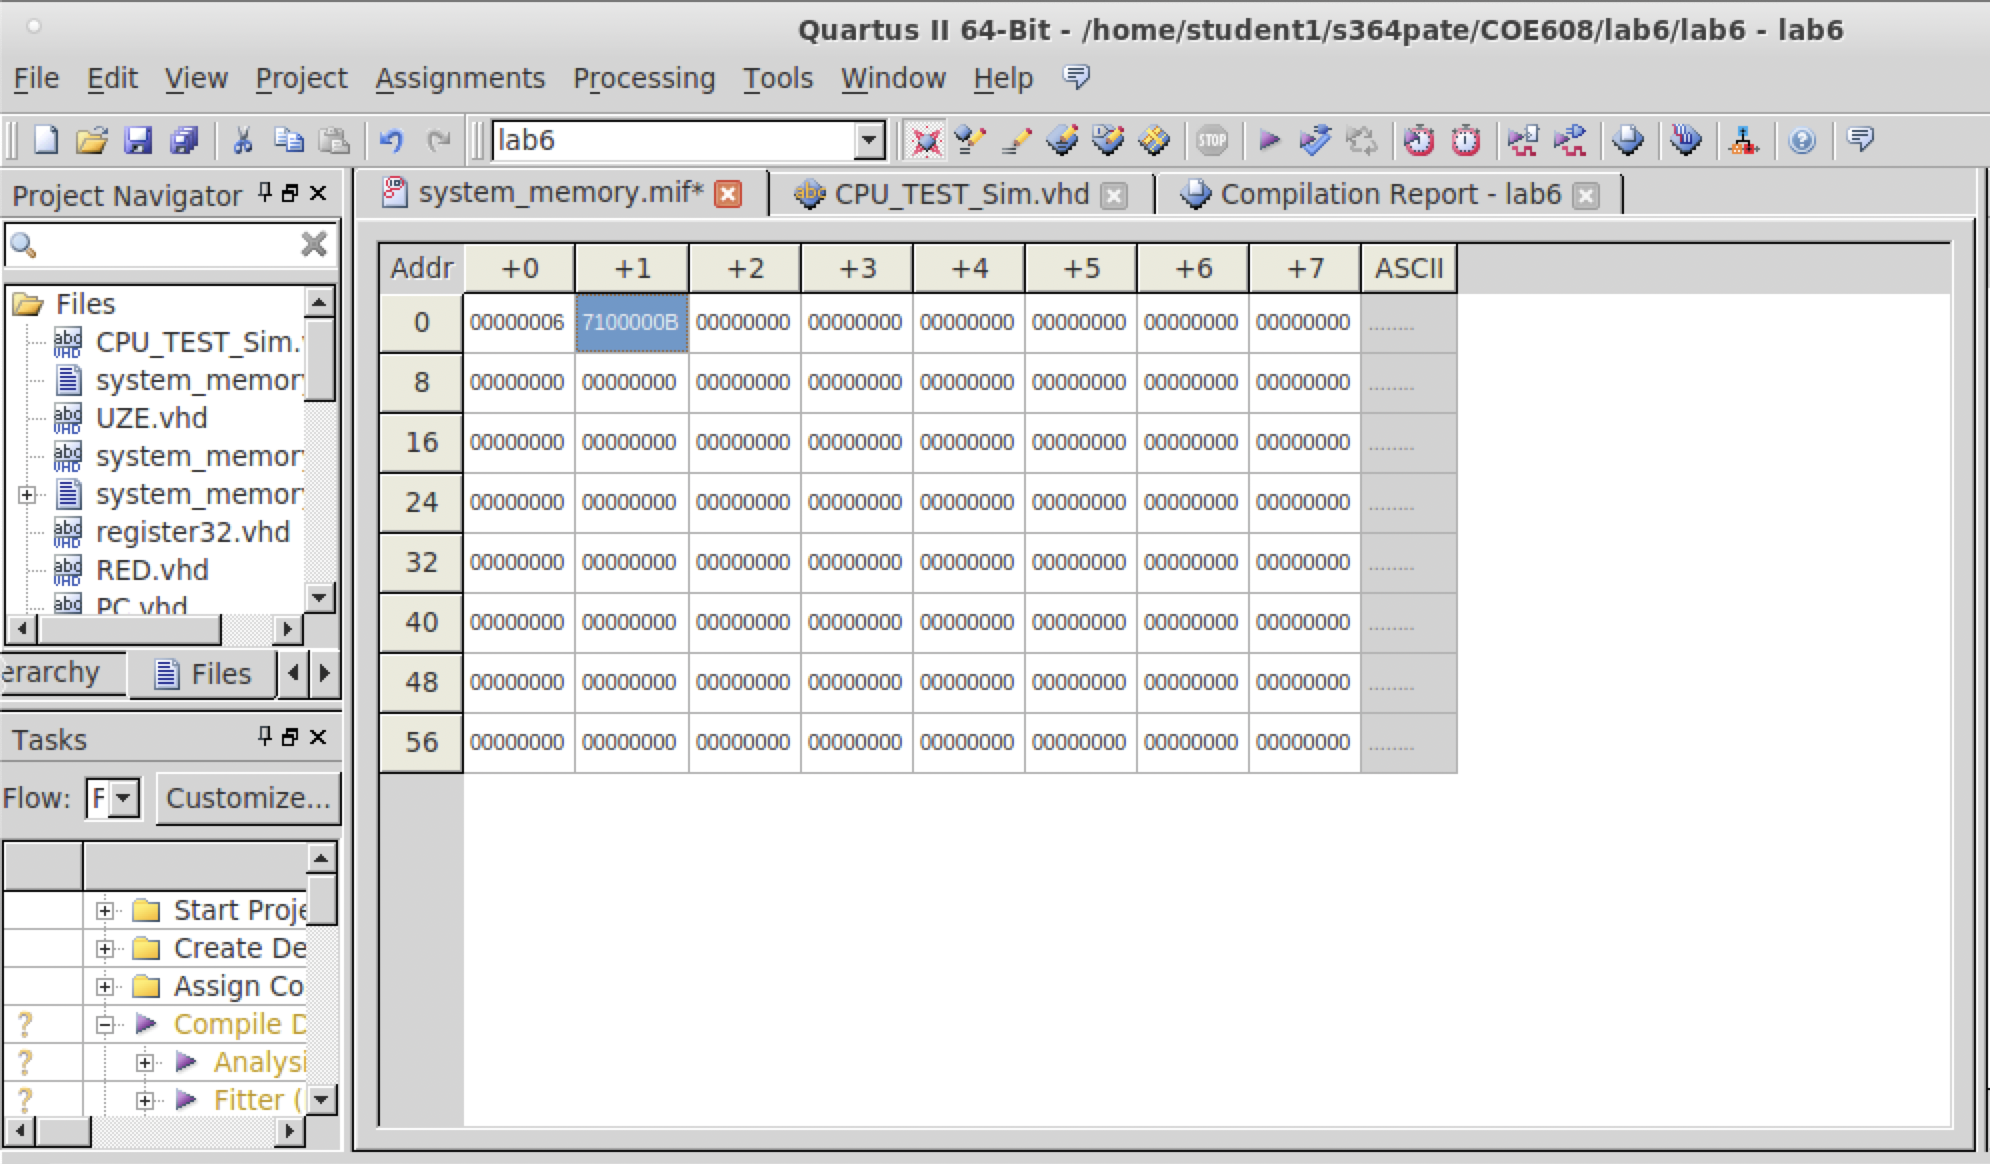 Quartus II 64-Bit - /home/student1/s364pate/COE608/lab6/lab6 - lab6
File Edit View Project Assignments Processing Tools Window Help
lab6
STOP
Project Navigator
system_memory.mif*
CPU_TEST_Sim.vhd
Compilation Report - lab6
Files
CPU_TEST_Sim.
system_memor
UZE.vhd
system_memor
system_memor
register32.vhd
RED.vhd
PC.vhd
erarchy
Files
Tasks
Flow: F Customize...
Start Proje
Create De
Assign Co
? Compile D
? Analysi
? Fitter (
Addr +0 +1 +2 +3 +4 +5 +6 +7 ASCII
0 00000006 7100000B 00000000 00000000 00000000 00000000 00000000 00000000 ........
8 00000000 00000000 00000000 00000000 00000000 00000000 00000000 00000000 ........
16 00000000 00000000 00000000 00000000 00000000 00000000 00000000 00000000 ........
24 00000000 00000000 00000000 00000000 00000000 00000000 00000000 00000000 ........
32 00000000 00000000 00000000 00000000 00000000 00000000 00000000 00000000 ........
40 00000000 00000000 00000000 00000000 00000000 00000000 00000000 00000000 ........
48 00000000 00000000 00000000 00000000 00000000 00000000 00000000 00000000 ........
56 00000000 00000000 00000000 00000000 00000000 00000000 00000000 00000000 ........